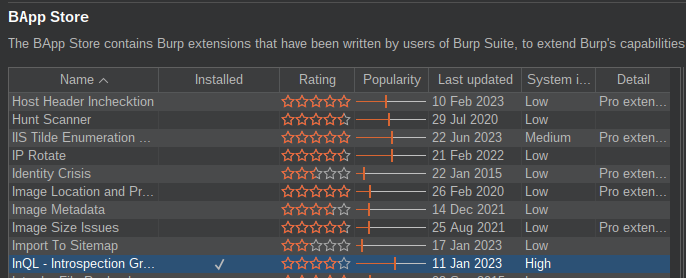 BApp Store
The BApp Store contains Burp extensions that have been written by users of Burp Suite, to extend Burp's capabilities
Name Installed Rating Popularity Last updated System i... Detail
Host Header Inchecktion 10 Feb 2023 Low Pro exten...
Hunt Scanner 29 Jul 2020 Low
IIS Tilde Enumeration ... 22 Jun 2023 Medium Pro exten...
IP Rotate 21 Feb 2022 Low
Identity Crisis 22 Jan 2015 Low Pro exten...
Image Location and Pr... 26 Feb 2020 Low Pro exten...
Image Metadata 14 Dec 2021 Low
Image Size Issues 25 Aug 2021 Low Pro exten...
Import To Sitemap 17 Jan 2023 Low
InQL - Introspection Gr... ✓ 11 Jan 2023 High